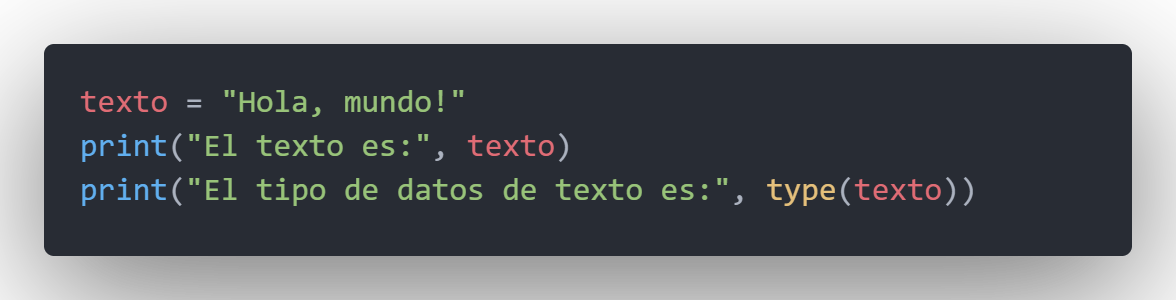 texto = "Hola, mundo!"
print("El texto es:", texto)
print("El tipo de datos de texto es:", type(texto))